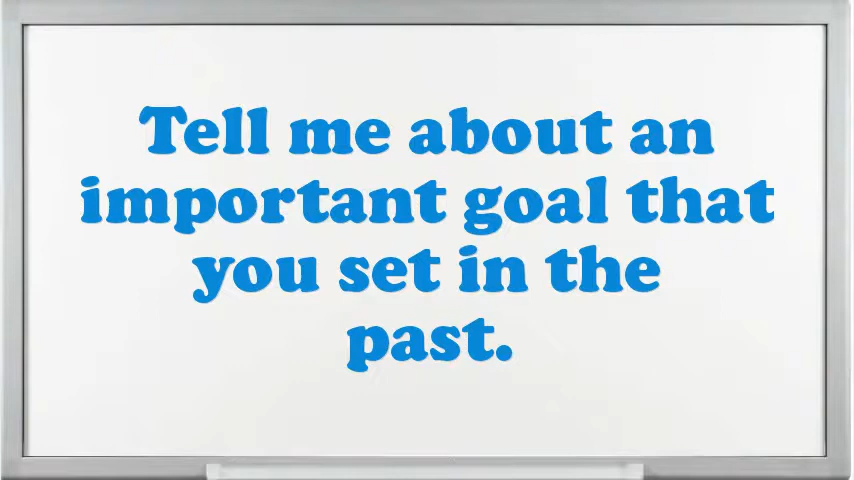 Tell me about an
important goal that
you set in the
past.